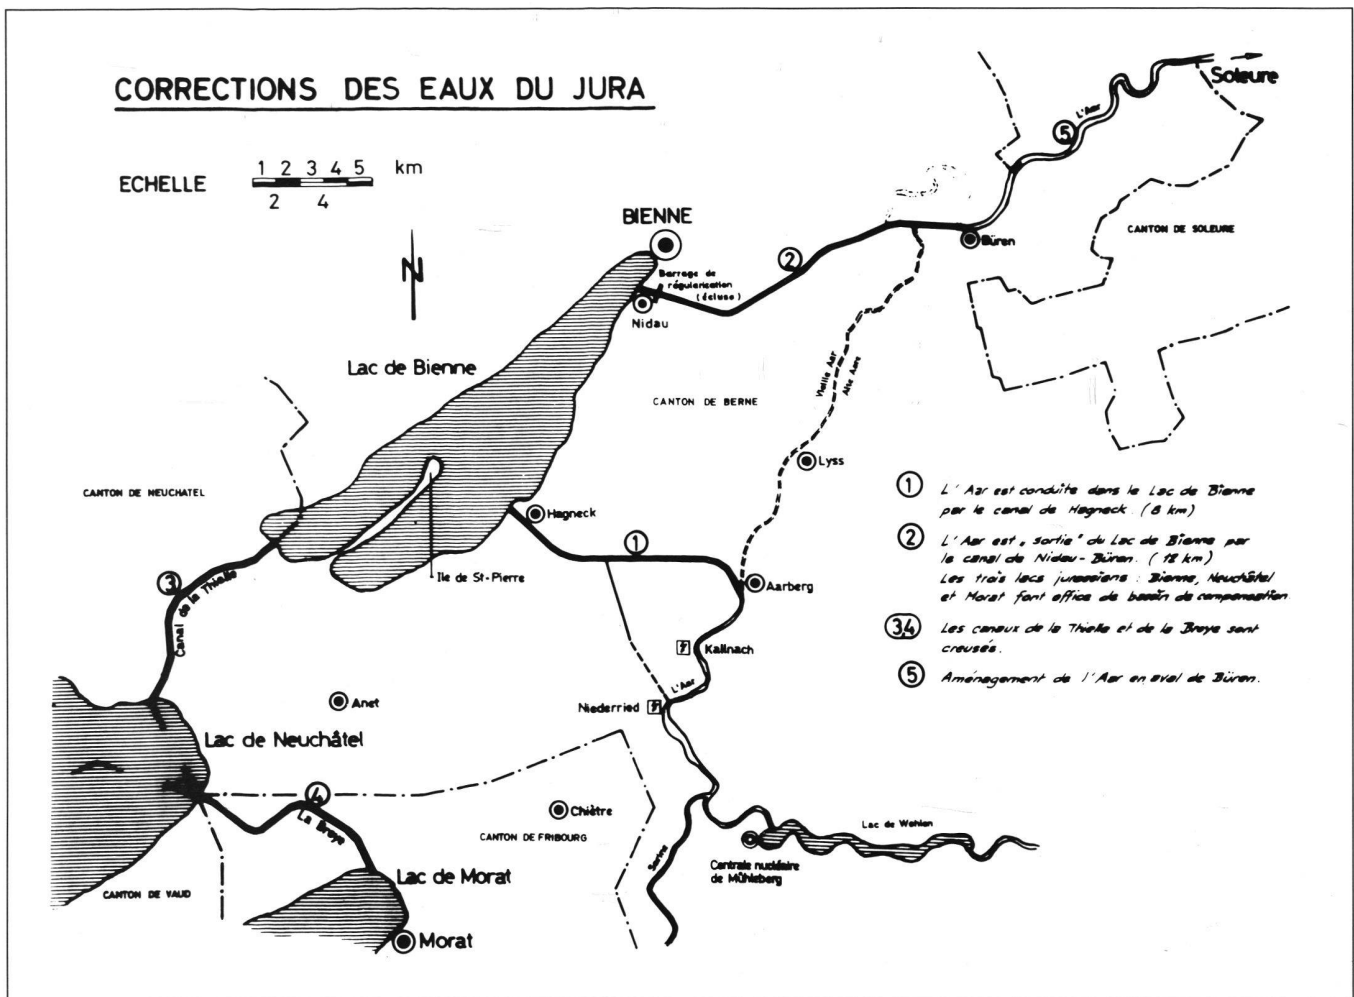 CORRECTIONS DES EAUX DU JURA
ECHELLE
1 2 3 4 5 km
2 4
N
Soleure
L'Aar
5
BIENNE
Barrage de
régularisation
(écluse)
Nidau
2
Büren
CANTON DE SOLEURE
Lac de Bienne
CANTON DE BERNE
Vieille Aar
Alte Aare
Lyss
CANTON DE NEUCHATEL
Hagneck
1
Ile de St-Pierre
Aarberg
3
Canal de la Thielle
Kallnach
L'Aar
Niederried
Anet
Lac de Neuchâtel
4
La Broye
Chiètre
CANTON DE FRIBOURG
Sarine
Lac de Wohlen
Centrale nucléaire
de Mühleberg
Lac de Morat
CANTON DE VAUD
Morat
1 L'Aar est conduite dans le Lac de Bienne
par le canal de Hagneck. (8 km)
2 L'Aar est „sortie" du Lac de Bienne par
le canal de Nidau-Büren. (12 km)
Les trois lacs jurassiens : Bienne, Neuchâtel
et Morat font office de bassin de compensation.
3,4 Les canaux de la Thielle et de la Broye sont
creusés.
5 Aménagement de l'Aar en aval de Büren.